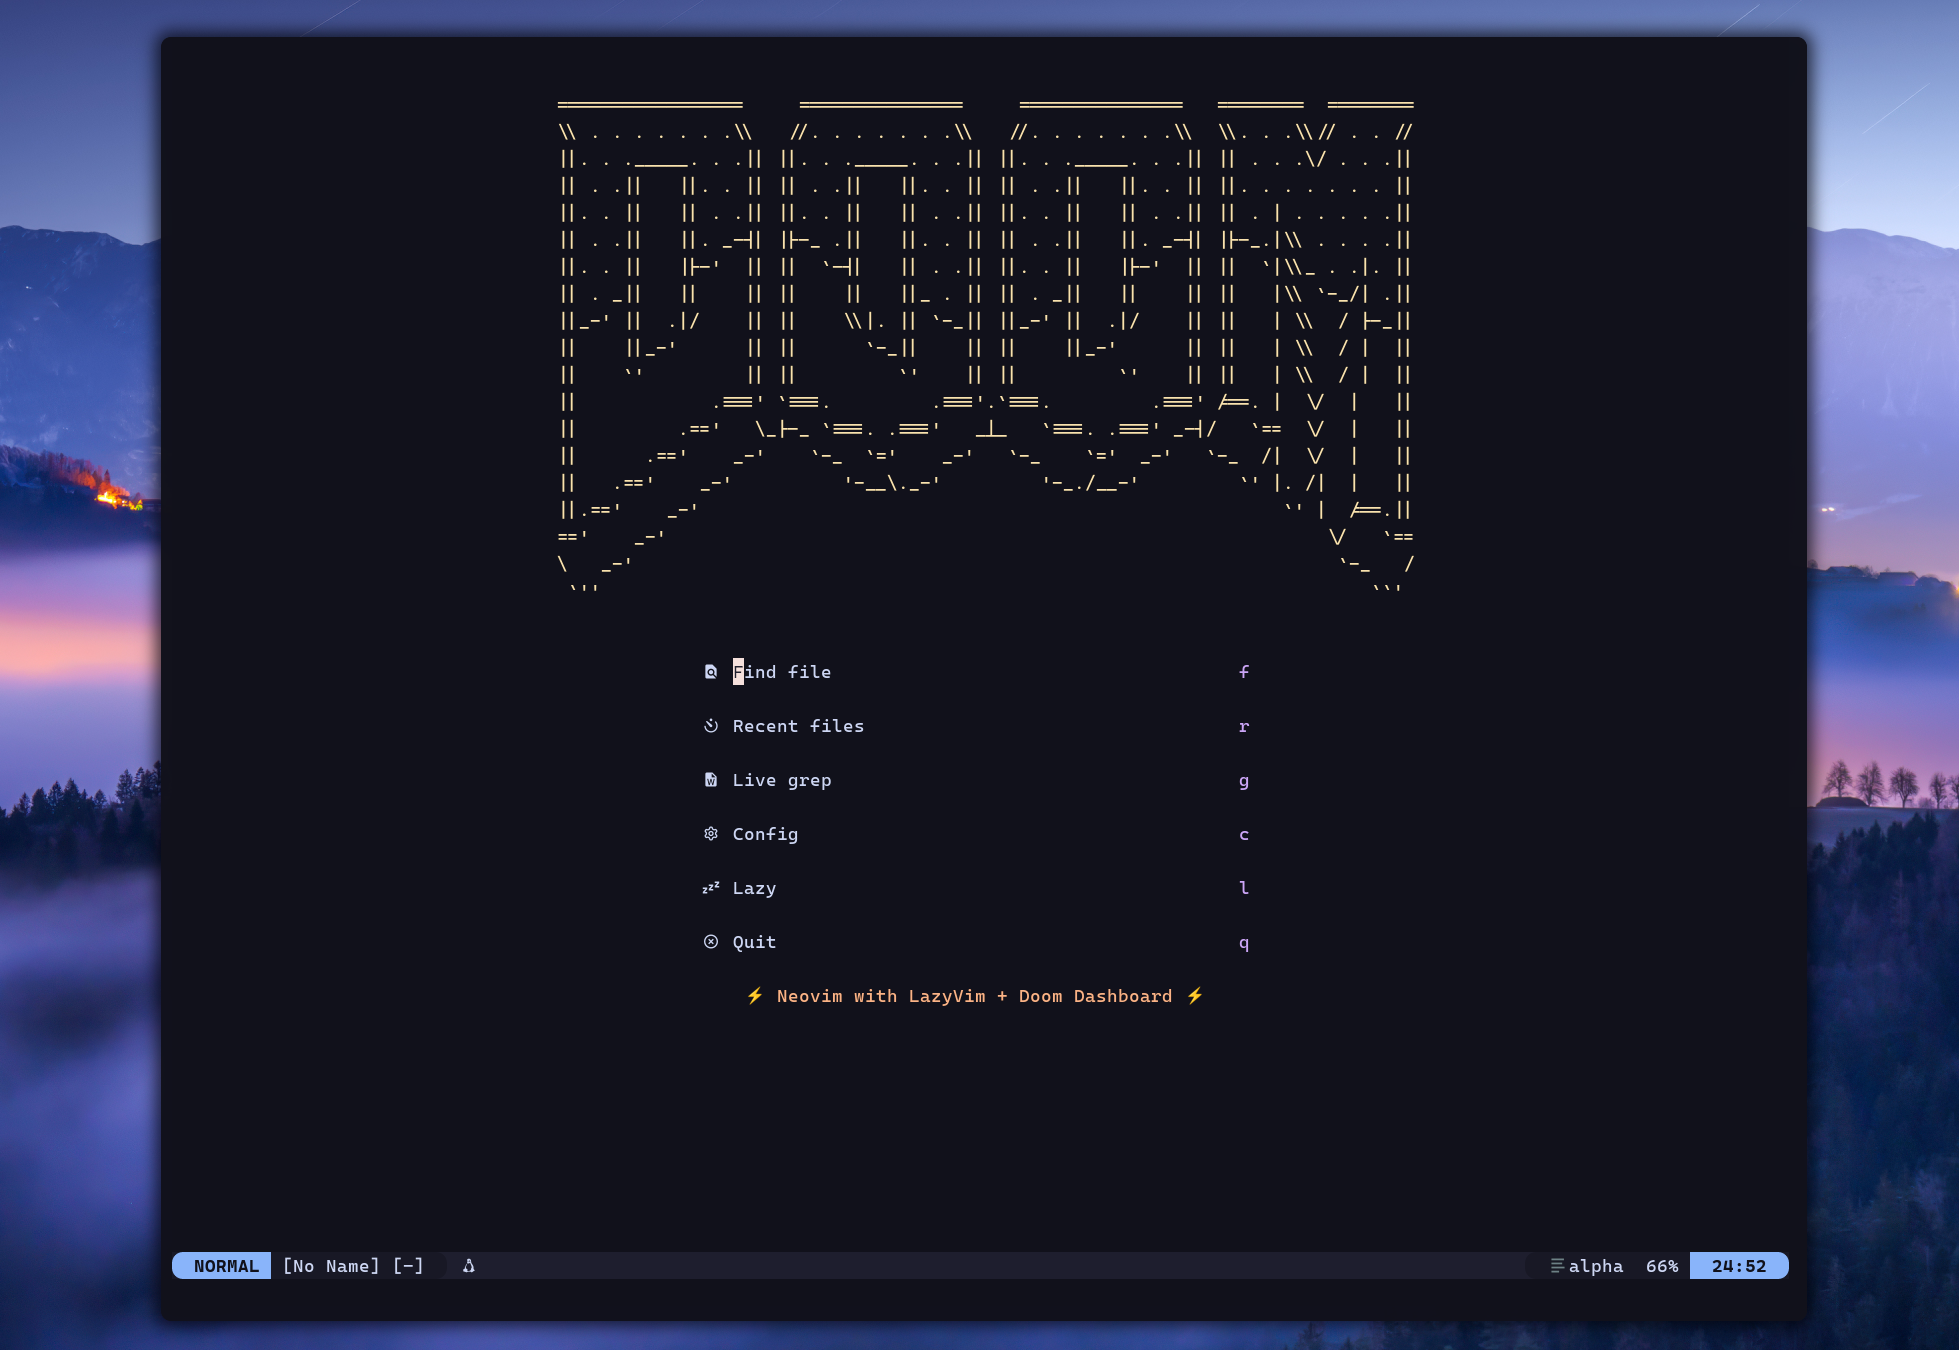 Find file f
Recent files r
Live grep g
Config c
Lazy l
Quit q
⚡ Neovim with LazyVim + Doom Dashboard ⚡
NORMAL [No Name] [-] alpha 66% 24:52